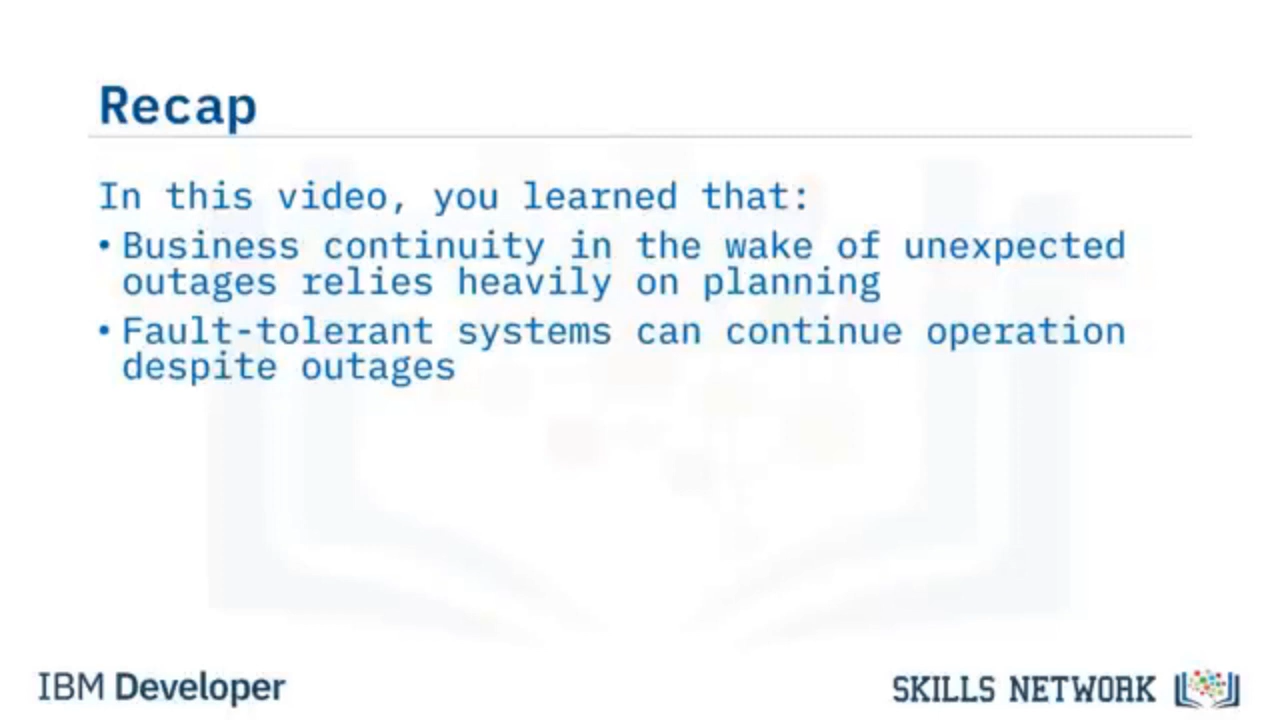 Recap
In this video, you learned that:
• Business continuity in the wake of unexpected
outages relies heavily on planning
• Fault-tolerant systems can continue operation
despite outages
IBM Developer
SKILLS NETWORK